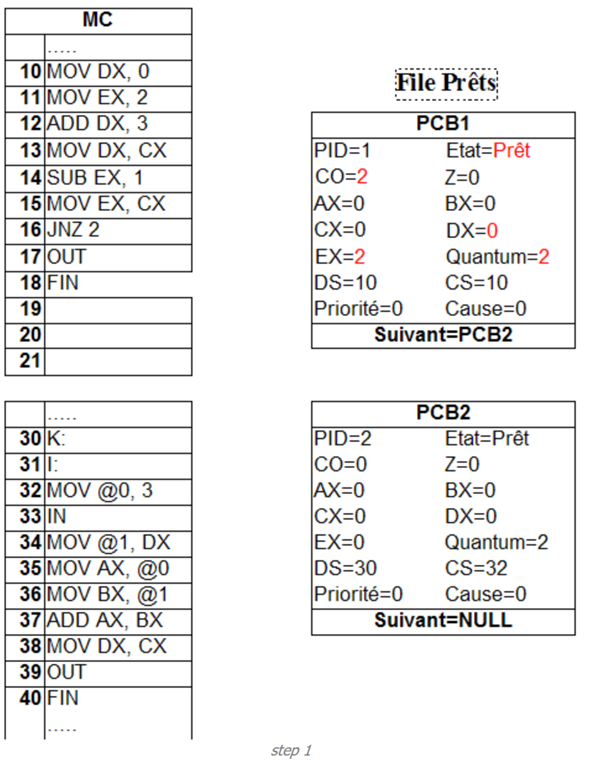 MC
.....
10 MOV DX, 0
11 MOV EX, 2
12 ADD DX, 3
13 MOV DX, CX
14 SUB EX, 1
15 MOV EX, CX
16 JNZ 2
17 OUT
18 FIN
19
20
21
File Prêts
PCB1
PID=1 Etat=Prêt
CO=2 Z=0
AX=0 BX=0
CX=0 DX=0
EX=2 Quantum=2
DS=10 CS=10
Priorité=0 Cause=0
Suivant=PCB2
.....
30 K:
31 I:
32 MOV @0, 3
33 IN
34 MOV @1, DX
35 MOV AX, @0
36 MOV BX, @1
37 ADD AX, BX
38 MOV DX, CX
39 OUT
40 FIN
.....
PCB2
PID=2 Etat=Prêt
CO=0 Z=0
AX=0 BX=0
CX=0 DX=0
EX=0 Quantum=2
DS=30 CS=32
Priorité=0 Cause=0
Suivant=NULL
step 1